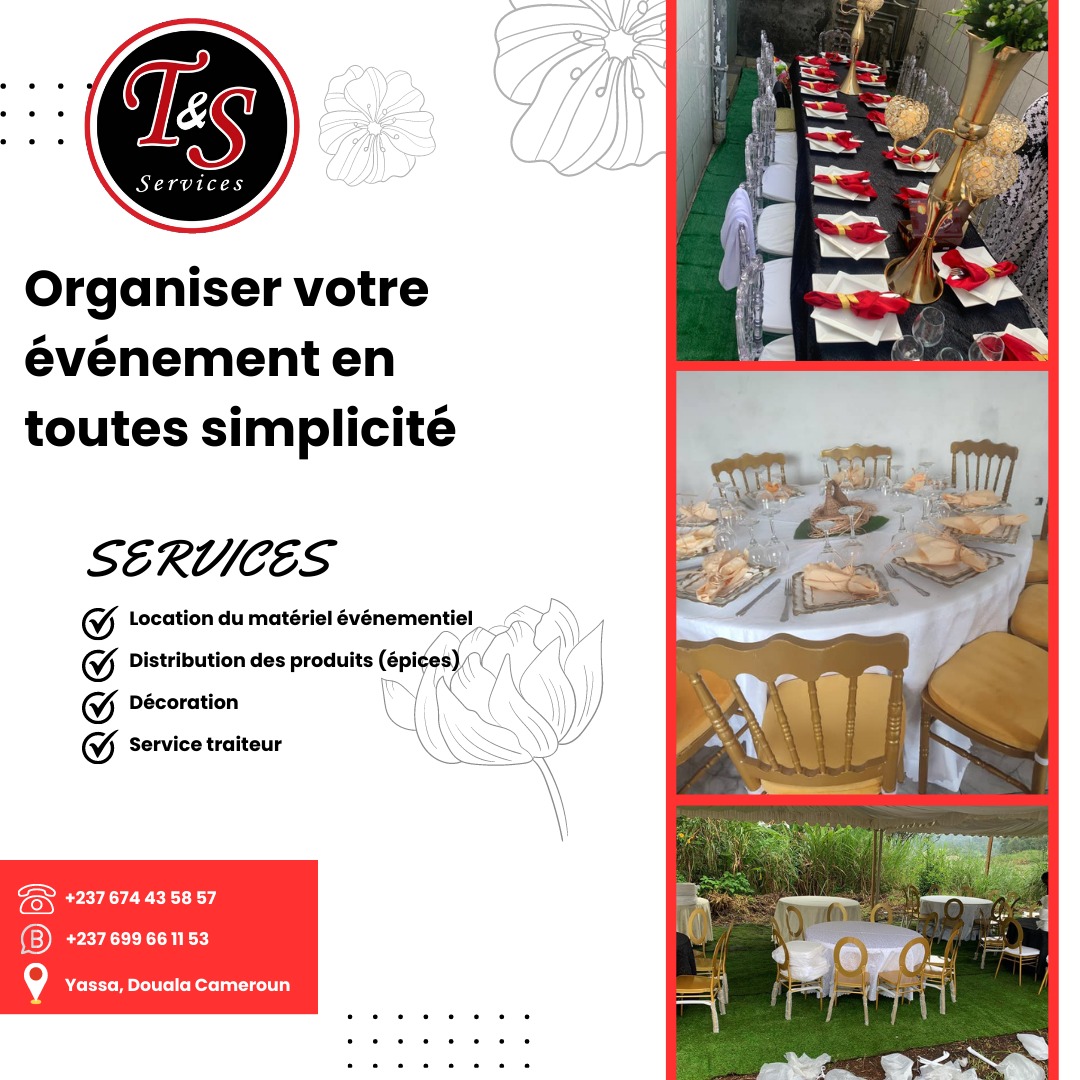 T&S
Services
Organiser votre
événement en
toutes simplicité
SERVICES
Location du matériel événementiel
Distribution des produits (épices)
Décoration
Service traiteur
+237 674 43 58 57
B
+237 699 66 11 53
Yassa, Douala Cameroun